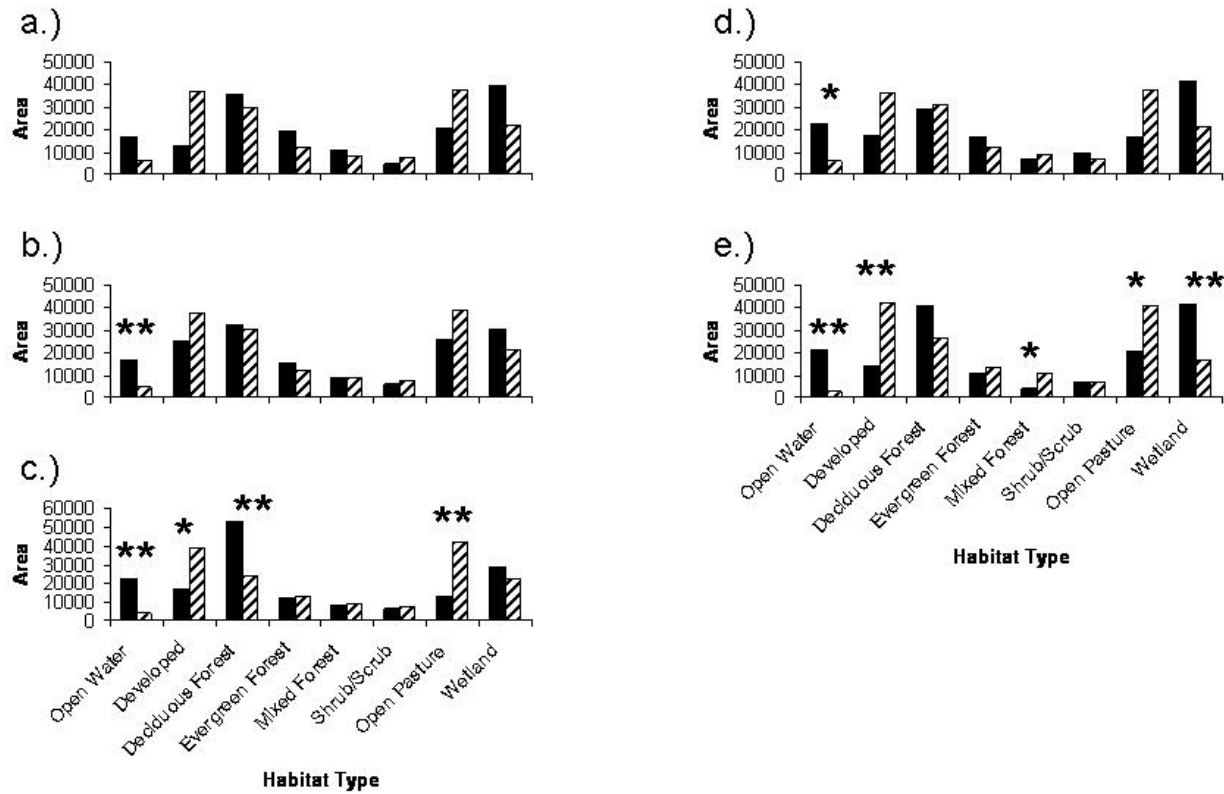 a.)
50000
40000
30000
20000
10000
0
Area
b.)
**
50000
40000
30000
20000
10000
0
Area
c.)
** * ** **
60000
50000
40000
30000
20000
10000
0
Area
Open Water
Developed
Deciduous Forest
Evergreen Forest
Mixed Forest
Shrub/Scrub
Open Pasture
Wetland
Habitat Type
d.)
*
50000
40000
30000
20000
10000
0
Area
e.)
** ** * * **
50000
40000
30000
20000
10000
0
Area
Open Water
Developed
Deciduous Forest
Evergreen Forest
Mixed Forest
Shrub/Scrub
Open Pasture
Wetland
Habitat Type